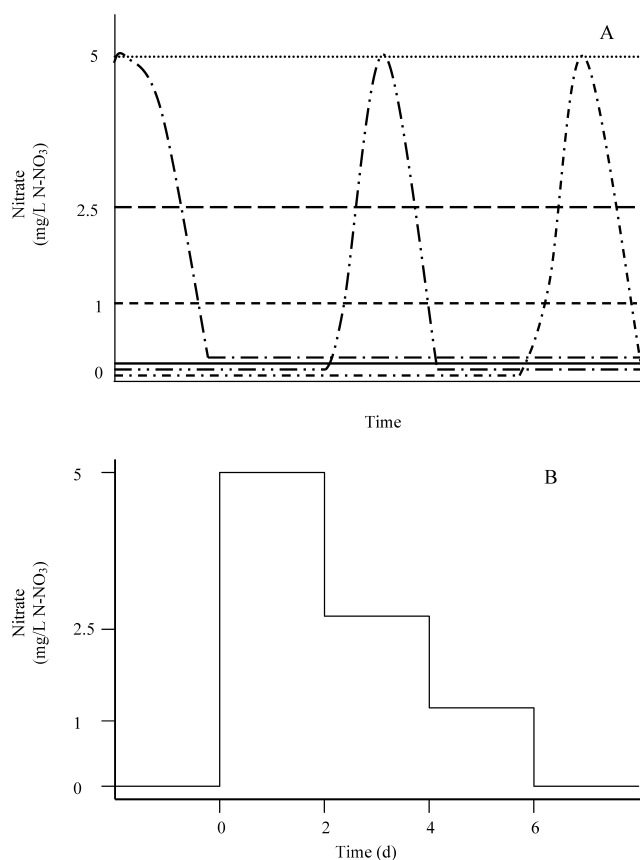 A
5
2.5
1
0
Nitrate
(mg/L N-NO₃)
Time
B
5
2.5
1
0
Nitrate
(mg/L N-NO₃)
0 2 4 6
Time (d)